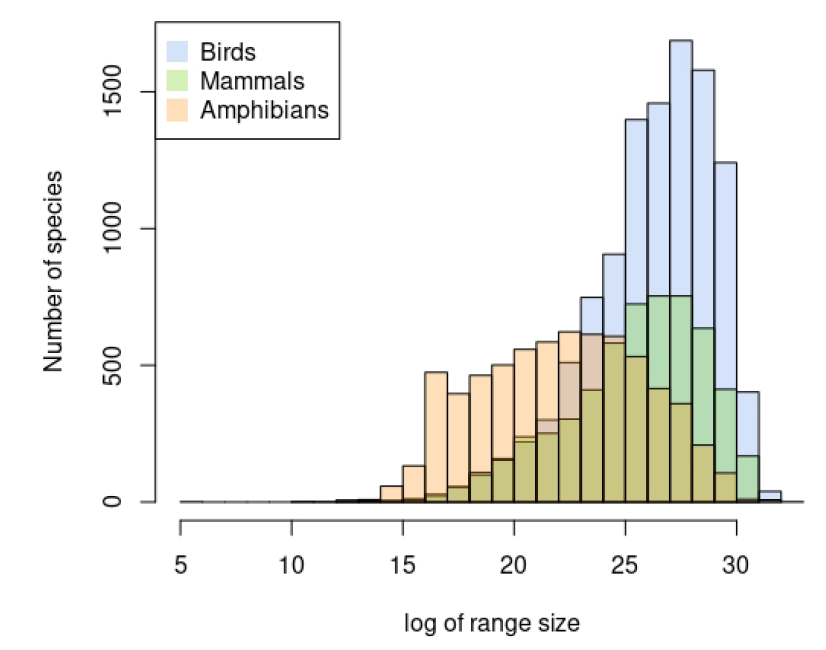 Birds
Mammals
Amphibians
Number of species
1500
1000
500
0
5 10 15 20 25 30
log of range size